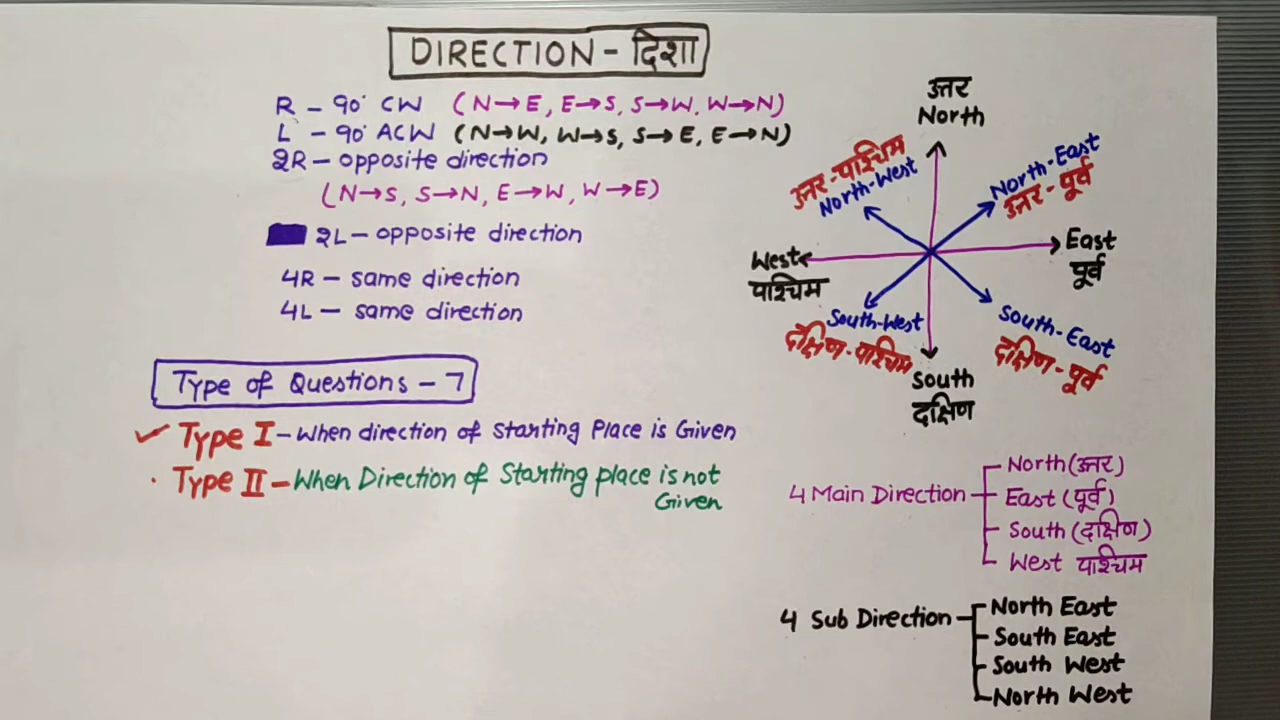 DIRECTION - दिशा
R - 90° CW (N→E, E→S, S→W, W→N)
L - 90° ACW (N→W, W→S, S→E, E→N)
2R - opposite direction
(N→S, S→N, E→W, W→E)
2L - opposite direction
4R - same direction
4L - same direction
Type of Questions - 7
✓ Type I - When direction of Starting Place is Given
· Type II - When Direction of Starting place is not
Given
उत्तर
North
उत्तर-पश्चिम
North-West
North-East
उत्तर-पूर्व
West
पश्चिम
East
पूर्व
South-West
दक्षिण-पश्चिम
South-East
दक्षिण-पूर्व
South
दक्षिण
4 Main Direction
North (उत्तर)
East (पूर्व)
South (दक्षिण)
West पश्चिम
4 Sub Direction
North East
South East
South West
North West